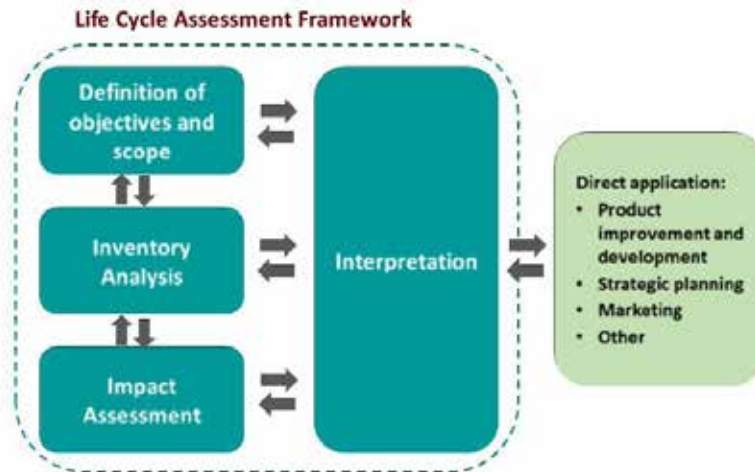 Life Cycle Assessment Framework
Definition of
objectives and
scope
Inventory
Analysis
Impact
Assessment
Interpretation
Direct application:
• Product
improvement and
development
• Strategic planning
• Marketing
• Other